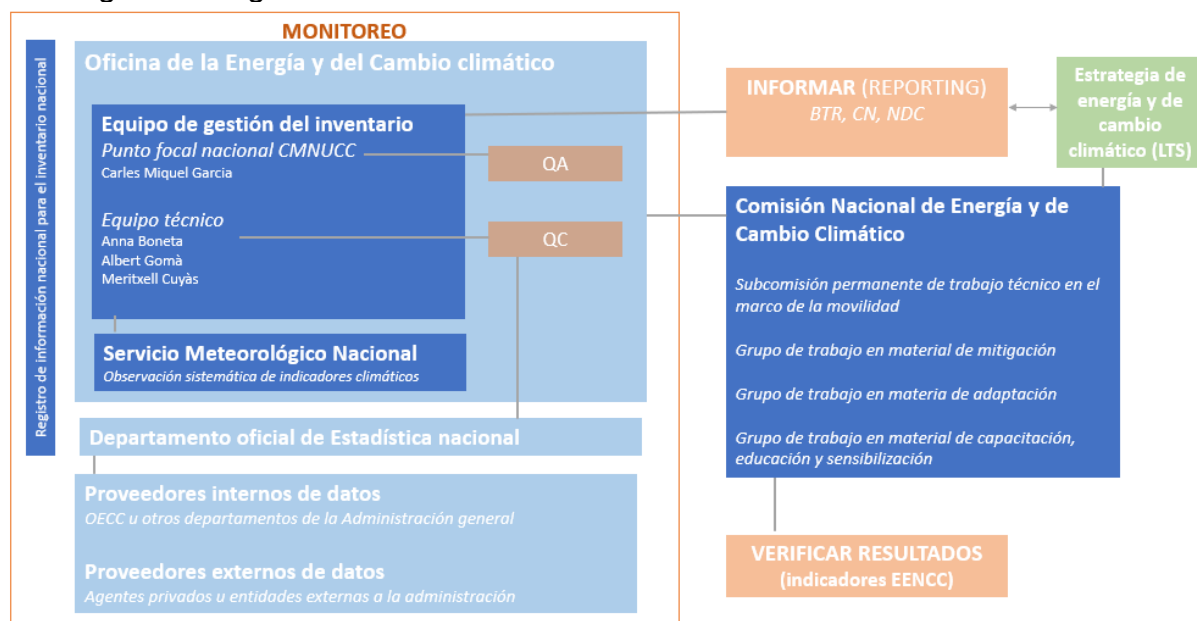 MONITOREO
Registro de información nacional para el inventario nacional
Oficina de la Energía y del Cambio climático
Equipo de gestión del inventario
Punto focal nacional CMNUCC
Carles Miquel Garcia
QA
Equipo técnico
Anna Boneta
Albert Gomà
Meritxell Cuyàs
QC
Servicio Meteorológico Nacional
Observación sistemática de indicadores climáticos
Departamento oficial de Estadística nacional
Proveedores internos de datos
OECC u otros departamentos de la Administración general
Proveedores externos de datos
Agentes privados u entidades externas a la administración
INFORMAR (REPORTING)
BTR, CN, NDC
Estrategia de
energía y de
cambio
climático (LTS)
Comisión Nacional de Energía y de
Cambio Climático
Subcomisión permanente de trabajo técnico en el
marco de la movilidad
Grupo de trabajo en material de mitigación
Grupo de trabajo en materia de adaptación
Grupo de trabajo en material de capacitación,
educación y sensibilización
VERIFICAR RESULTADOS
(indicadores EENCC)